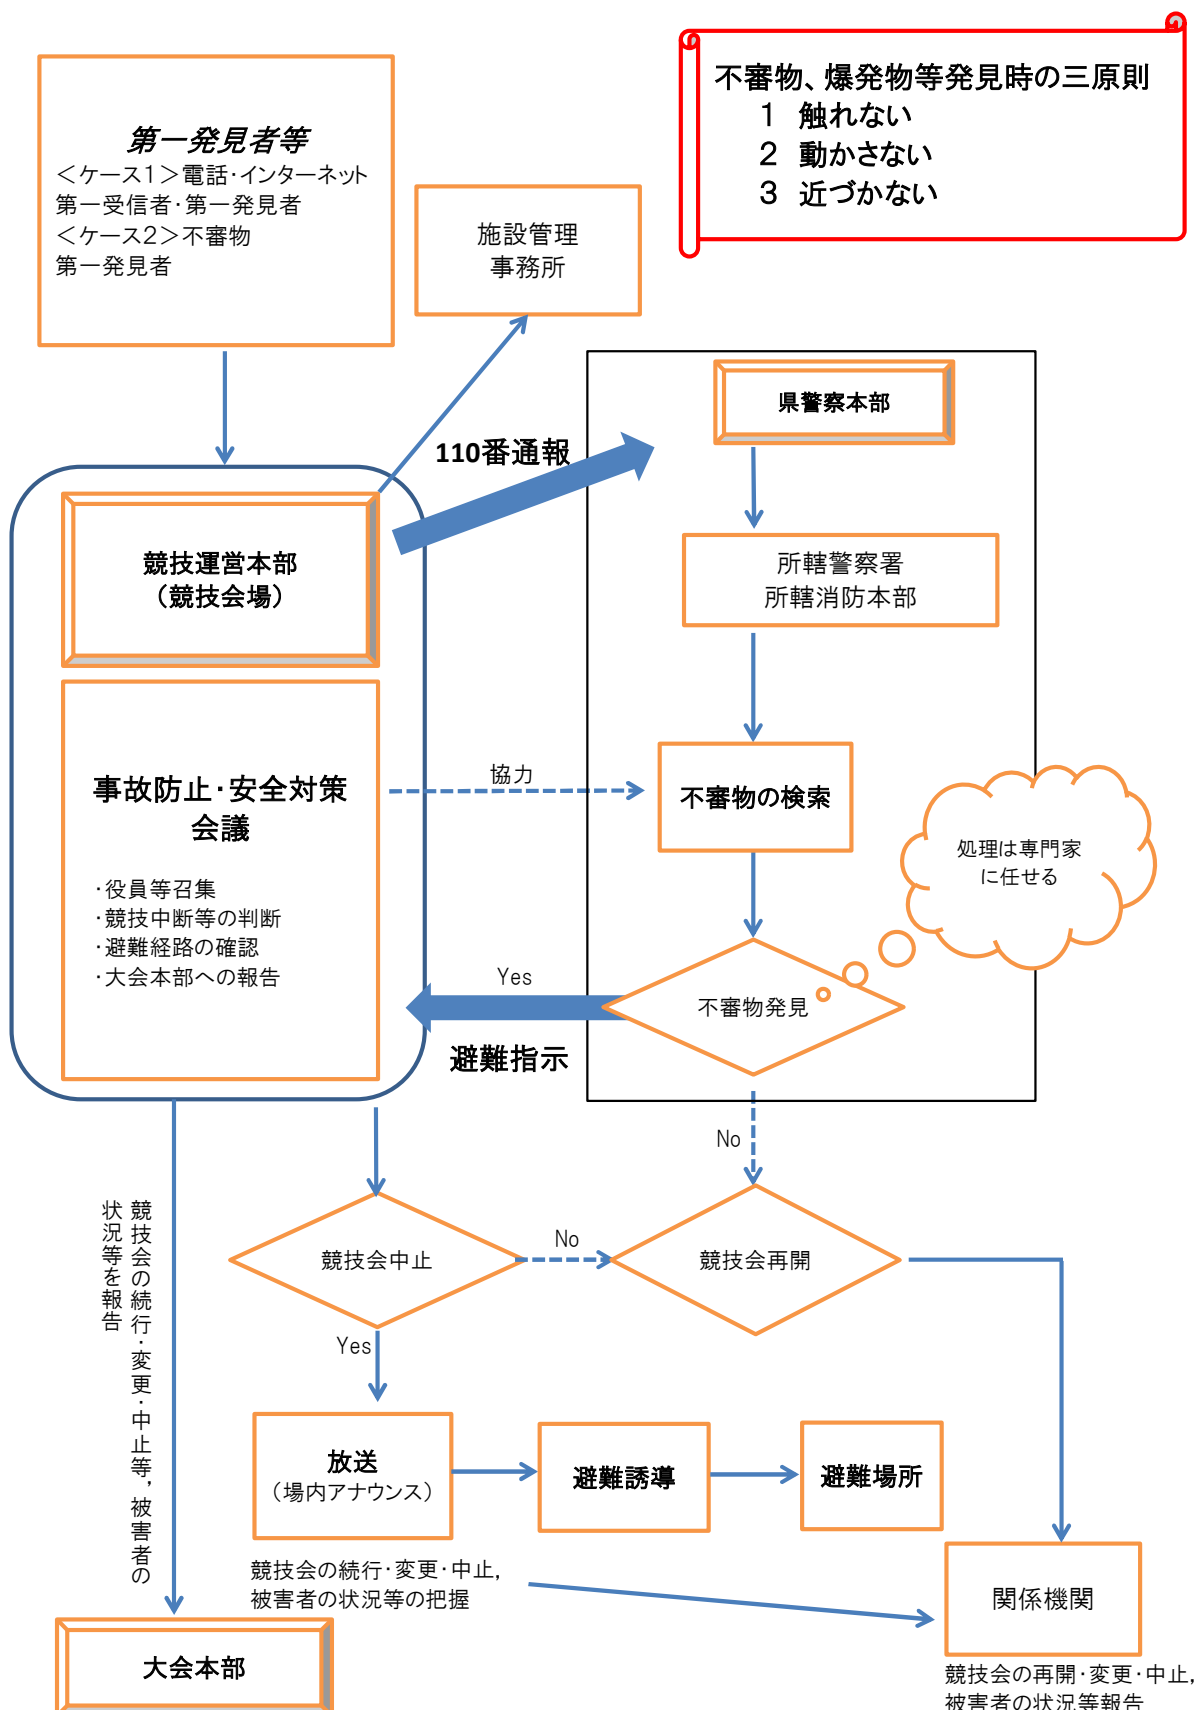 不審物、爆発物等発見時の三原則
1 触れない
2 動かさない
3 近づかない
第一発見者等
＜ケース1＞電話・インターネット
第一受信者・第一発見者
＜ケース2＞不審物
第一発見者
施設管理
事務所
県警察本部
110番通報
競技運営本部
（競技会場）
所轄警察署
所轄消防本部
事故防止・安全対策
会議
・役員等召集
・競技中断等の判断
・避難経路の確認
・大会本部への報告
協力
不審物の検索
処理は専門家
に任せる
Yes
不審物発見
避難指示
No
競技会の続行・変更・中止等，被害者の
状況等を報告
競技会中止
No
競技会再開
Yes
放送
（場内アナウンス）
避難誘導
避難場所
競技会の続行・変更・中止，
被害者の状況等の把握
関係機関
大会本部
競技会の再開・変更・中止，
被害者の状況等報告